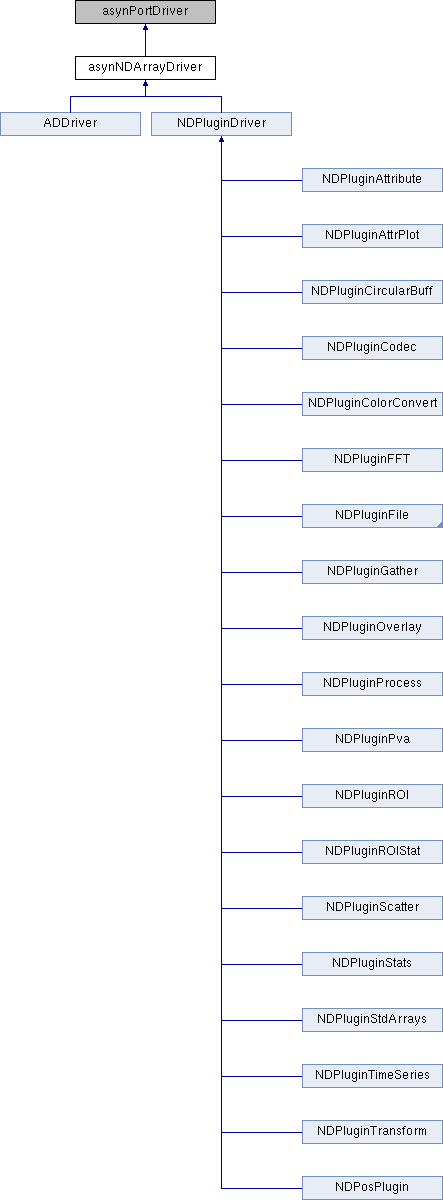 asynPortDriver
asynNDArrayDriver
ADDriver
NDPluginDriver
NDPluginAttribute
NDPluginAttrPlot
NDPluginCircularBuff
NDPluginCodec
NDPluginColorConvert
NDPluginFFT
NDPluginFile
NDPluginGather
NDPluginOverlay
NDPluginProcess
NDPluginPva
NDPluginROI
NDPluginROIStat
NDPluginScatter
NDPluginStats
NDPluginStdArrays
NDPluginTimeSeries
NDPluginTransform
NDPosPlugin